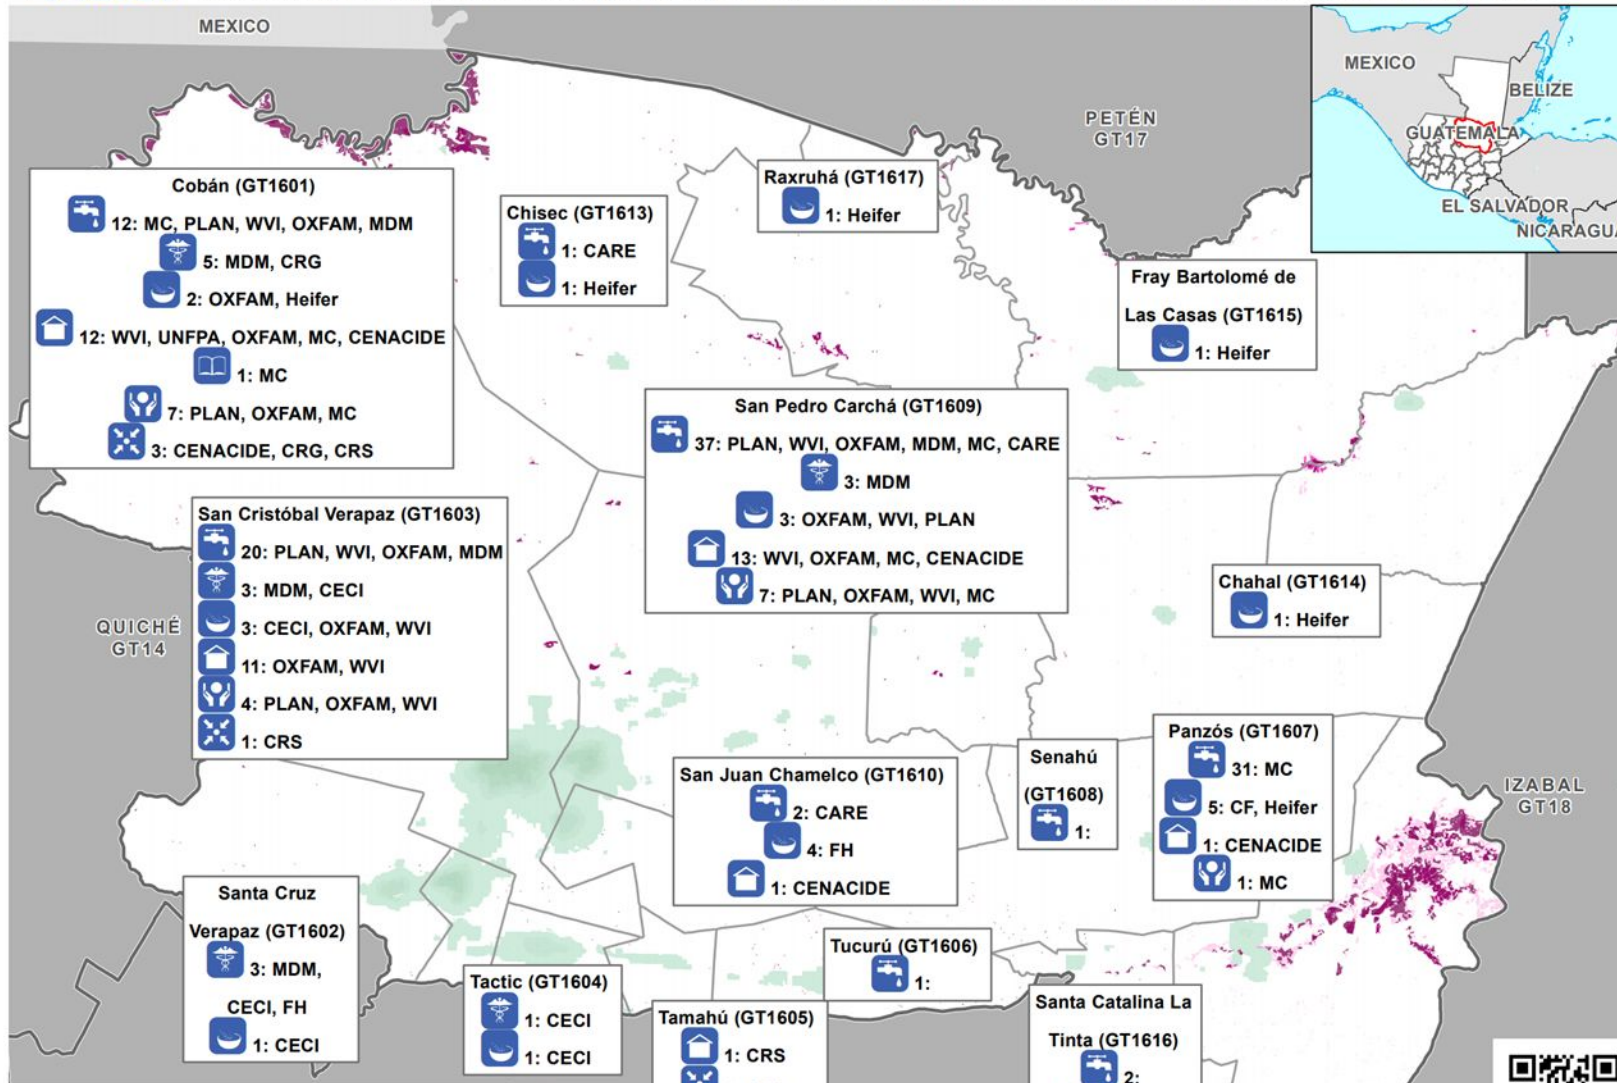 MEXICO
MEXICO
BELIZE
GUATEMALA
EL SALVADOR
NICARAGUA
PETÉN
GT17
Cobán (GT1601)
12: MC, PLAN, WVI, OXFAM, MDM
5: MDM, CRG
2: OXFAM, Heifer
12: WVI, UNFPA, OXFAM, MC, CENACIDE
1: MC
7: PLAN, OXFAM, MC
3: CENACIDE, CRG, CRS
Chisec (GT1613)
1: CARE
1: Heifer
Raxruhá (GT1617)
1: Heifer
Fray Bartolomé de
Las Casas (GT1615)
1: Heifer
San Pedro Carchá (GT1609)
37: PLAN, WVI, OXFAM, MDM, MC, CARE
3: MDM
3: OXFAM, WVI, PLAN
13: WVI, OXFAM, MC, CENACIDE
7: PLAN, OXFAM, WVI, MC
San Cristóbal Verapaz (GT1603)
20: PLAN, WVI, OXFAM, MDM
3: MDM, CECI
3: CECI, OXFAM, WVI
11: OXFAM, WVI
4: PLAN, OXFAM, WVI
1: CRS
QUICHÉ
GT14
Chahal (GT1614)
1: Heifer
San Juan Chamelco (GT1610)
2: CARE
4: FH
1: CENACIDE
Senahú
(GT1608)
1:
Panzós (GT1607)
31: MC
5: CF, Heifer
1: CENACIDE
1: MC
IZABAL
GT18
Santa Cruz
Verapaz (GT1602)
3: MDM,
CECI, FH
1: CECI
Tactic (GT1604)
1: CECI
1: CECI
Tamahú (GT1605)
1: CRS
Tucurú (GT1606)
1:
Santa Catalina La
Tinta (GT1616)
2: